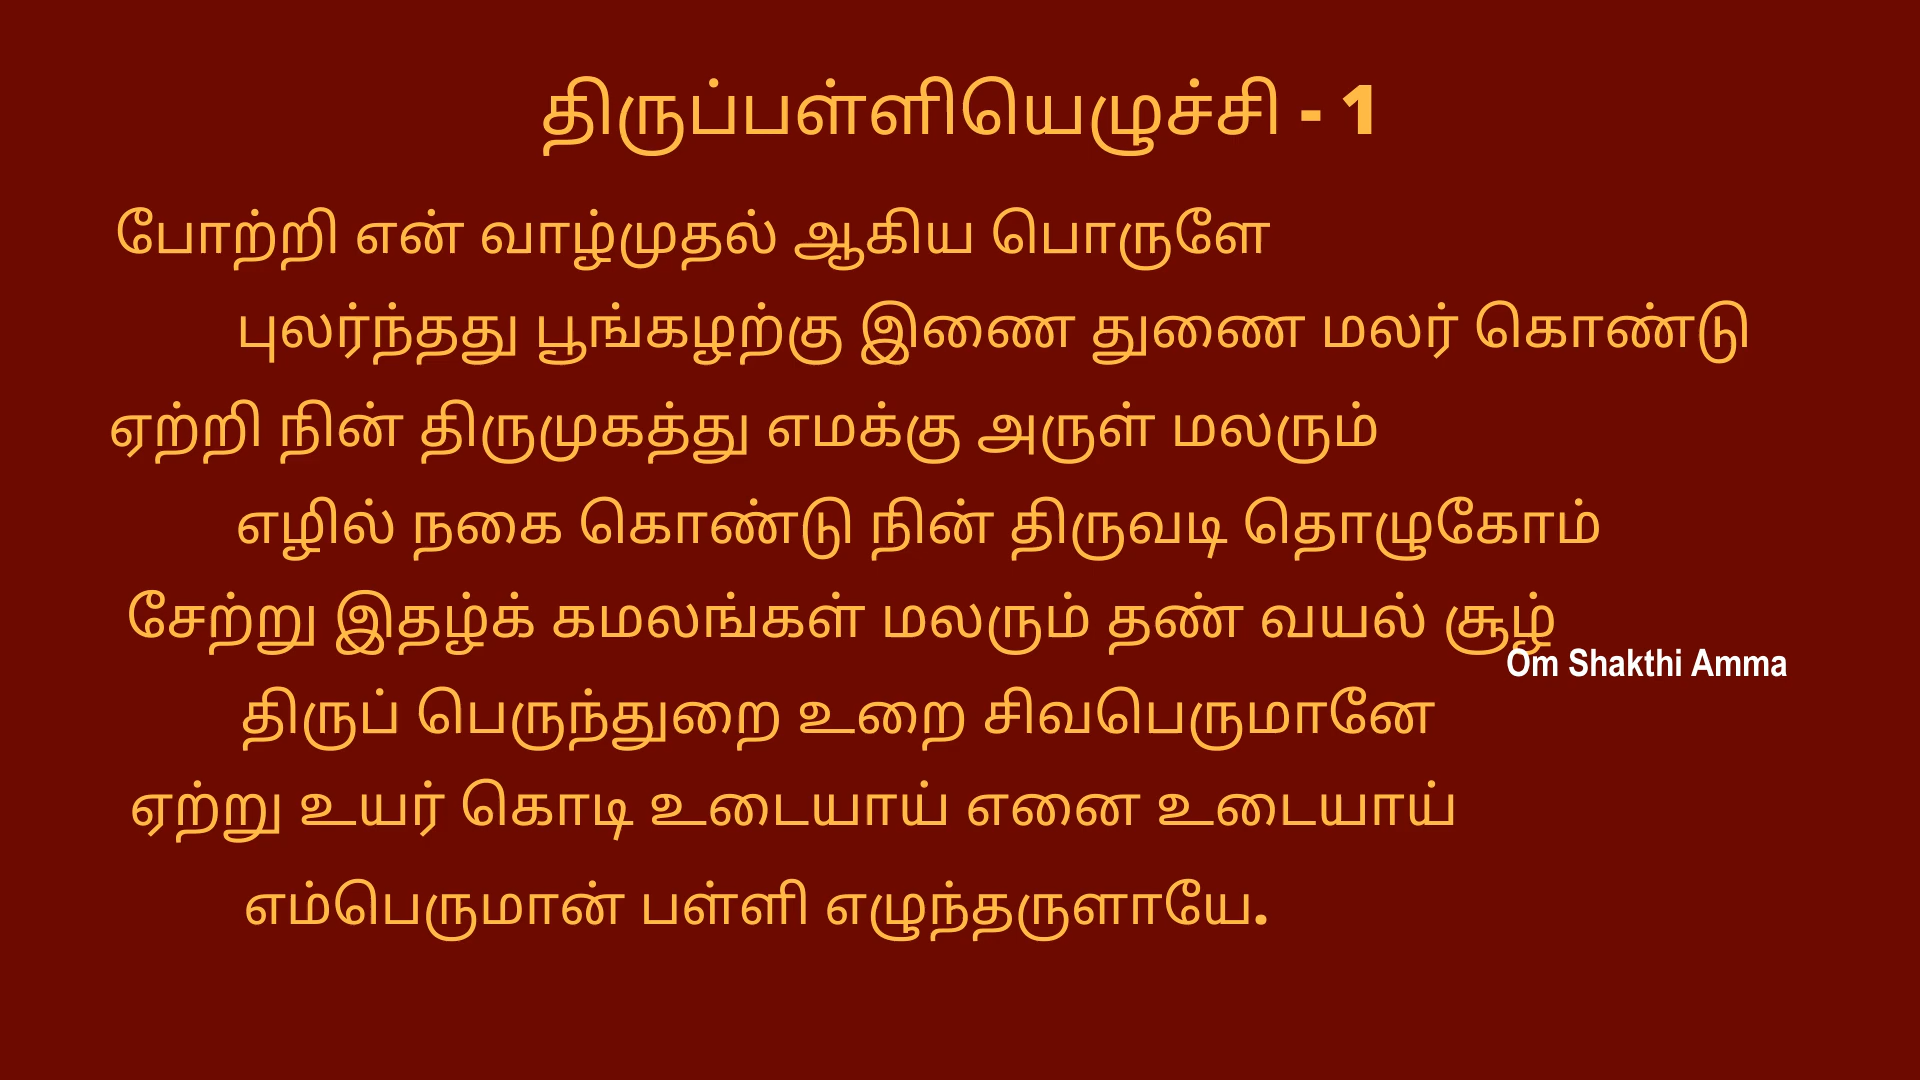 திருப்பள்ளியெழுச்சி - 1
போற்றி என் வாழ்முதல் ஆகிய பொருளே
புலர்ந்தது பூங்கழற்கு இணை துணை மலர் கொண்டு
ஏற்றி நின் திருமுகத்து எமக்கு அருள் மலரும்
எழில் நகை கொண்டு நின் திருவடி தொழுகோம்
சேற்று இதழ்க் கமலங்கள் மலரும் தண் வயல் சூழ்
Om Shakthi Amma
திருப் பெருந்துறை உறை சிவபெருமானே
ஏற்று உயர் கொடி உடையாய் எனை உடையாய்
எம்பெருமான் பள்ளி எழுந்தருளாயே.